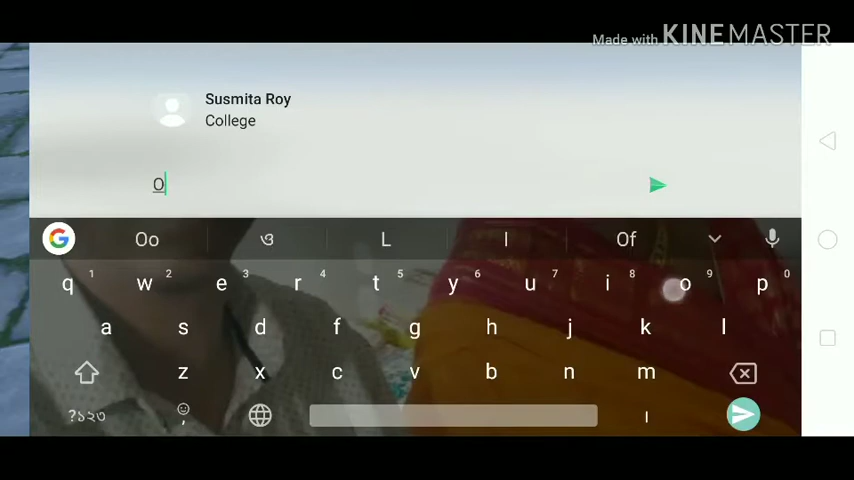 Made with KINEMASTER
Susmita Roy
College
O
Oo ও L I Of
q 1 w 2 e 3 r 4 t 5 y 6 u 7 i 8 o 9 p 0
a s d f g h j k l
z x c v b n m
?১২৩ , ।